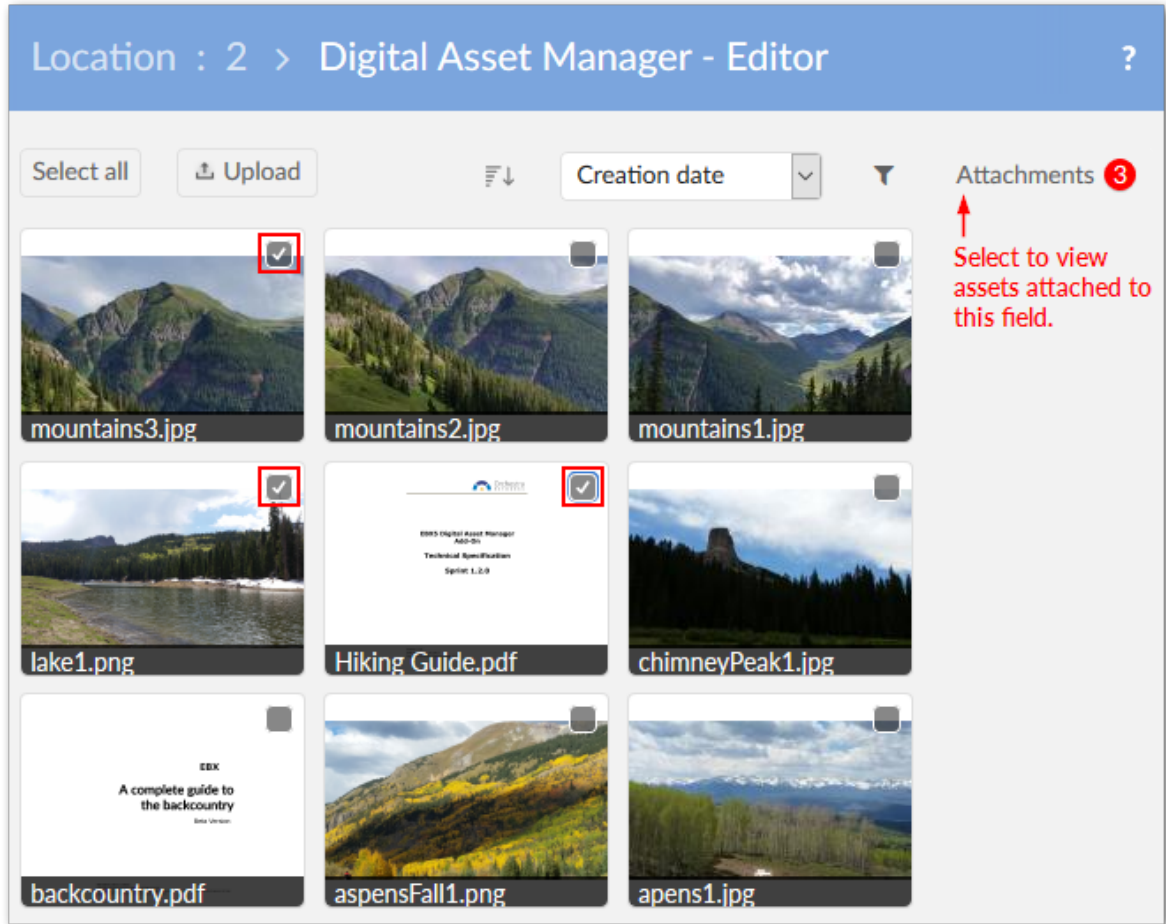 Location : 2 > Digital Asset Manager - Editor ?
Select all
Upload
Creation date
Attachments 3
Select to view
assets attached to
this field.
mountains3.jpg
mountains2.jpg
mountains1.jpg
Orchestra
EBX5 Digital Asset Manager
Add-On
Technical Specification
Sprint 1.2.0
lake1.png
Hiking Guide.pdf
chimneyPeak1.jpg
EBX
A complete guide to
the backcountry
Beta Version
backcountry.pdf
aspensFall1.png
apens1.jpg